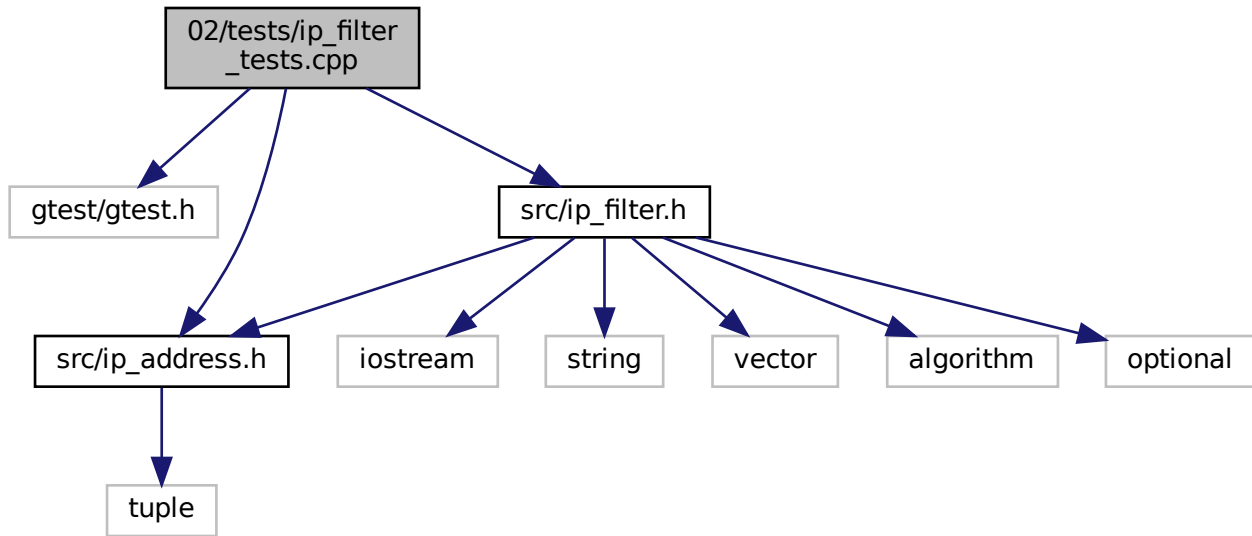 02/tests/ip_filter
_tests.cpp
gtest/gtest.h
src/ip_filter.h
src/ip_address.h
iostream
string
vector
algorithm
optional
tuple